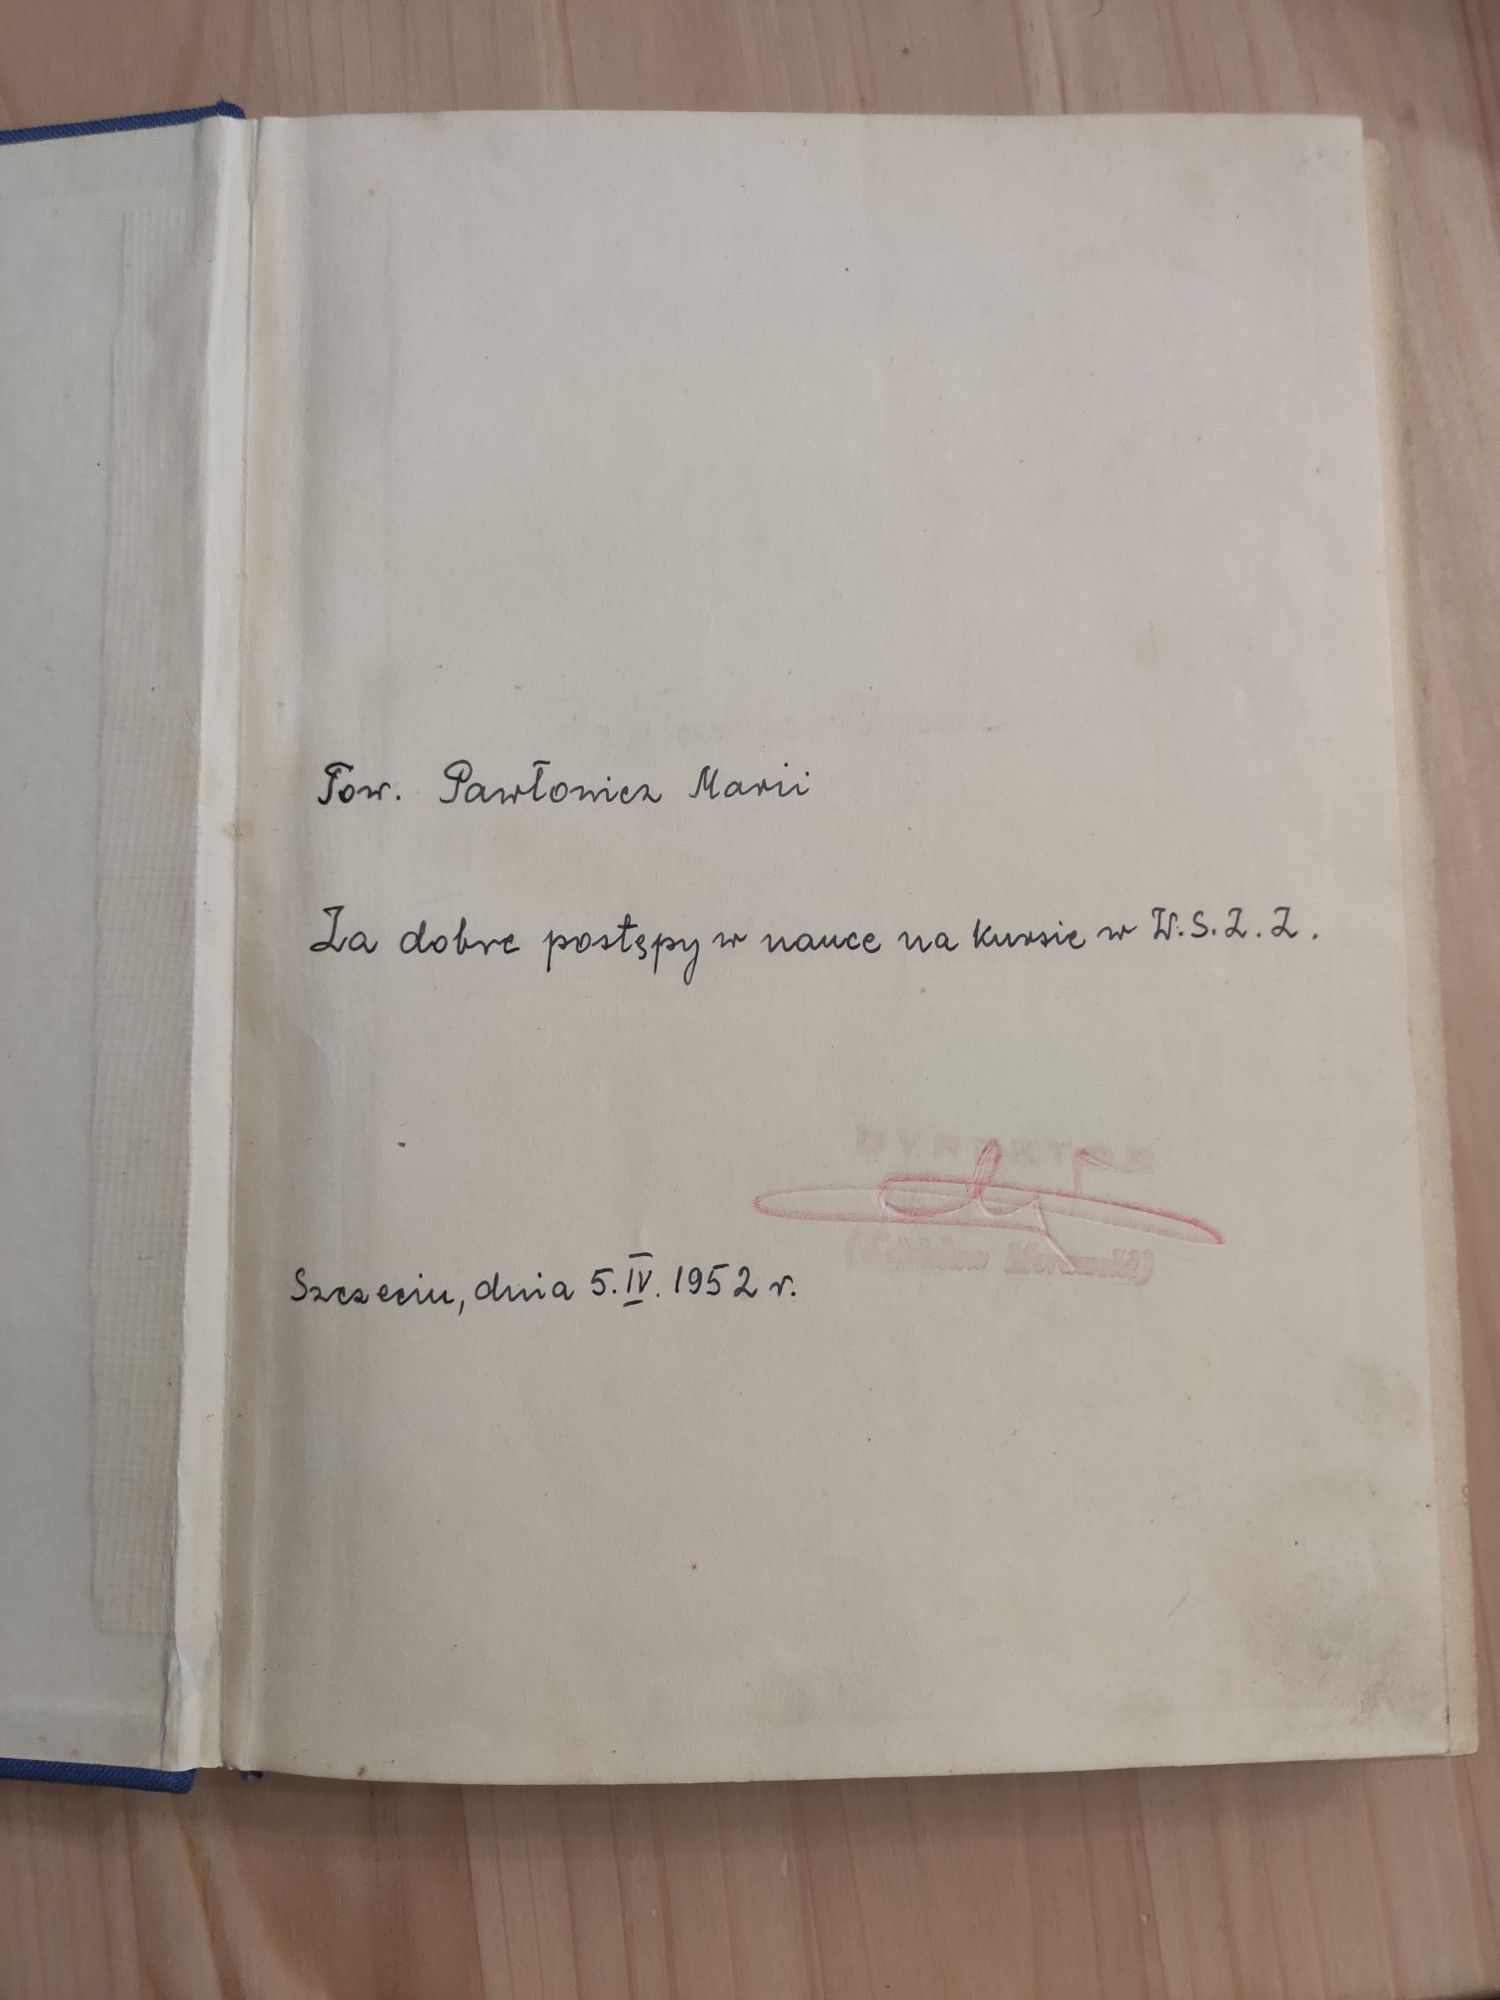 Tow. Pawłowicz Marii
Za dobre postępy w nauce na kursie w W.S.Z.Z.
DYREKTOR
Szczecin, dnia 5.IV.1952 r.